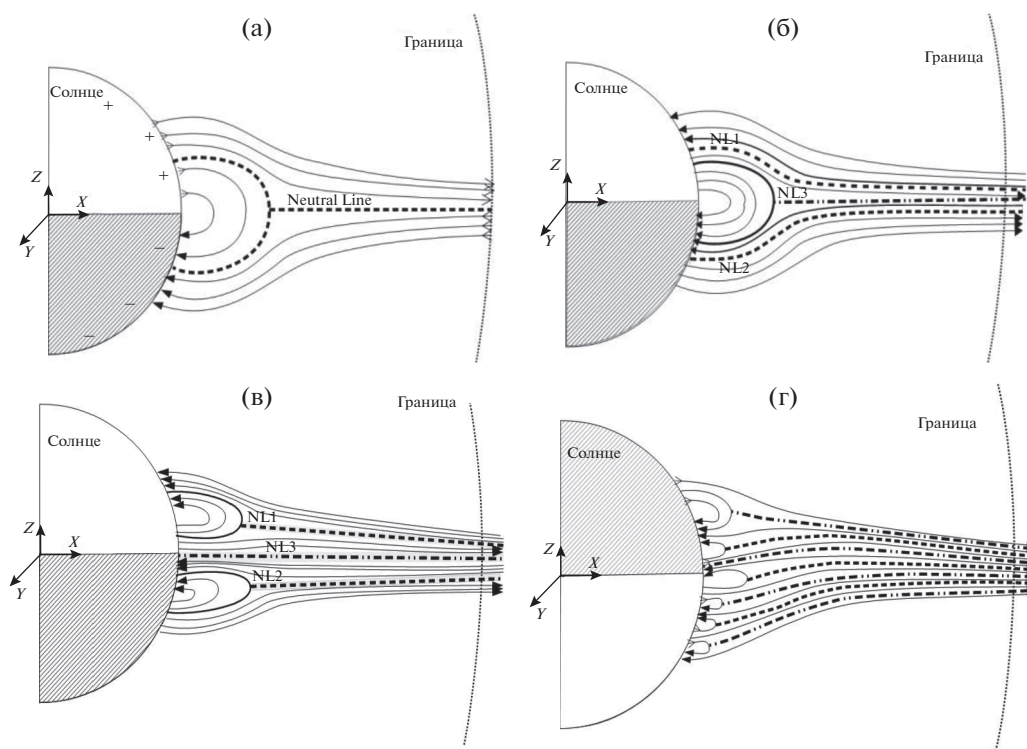 (а)
Граница
Солнце
+
+
+
Z
X
Y
Neutral Line
−
−
−
(б)
Граница
Солнце
NL1
NL3
Z
X
Y
NL2
(в)
Граница
Солнце
NL1
NL3
Z
X
Y
NL2
(г)
Граница
Солнце
Z
X
Y